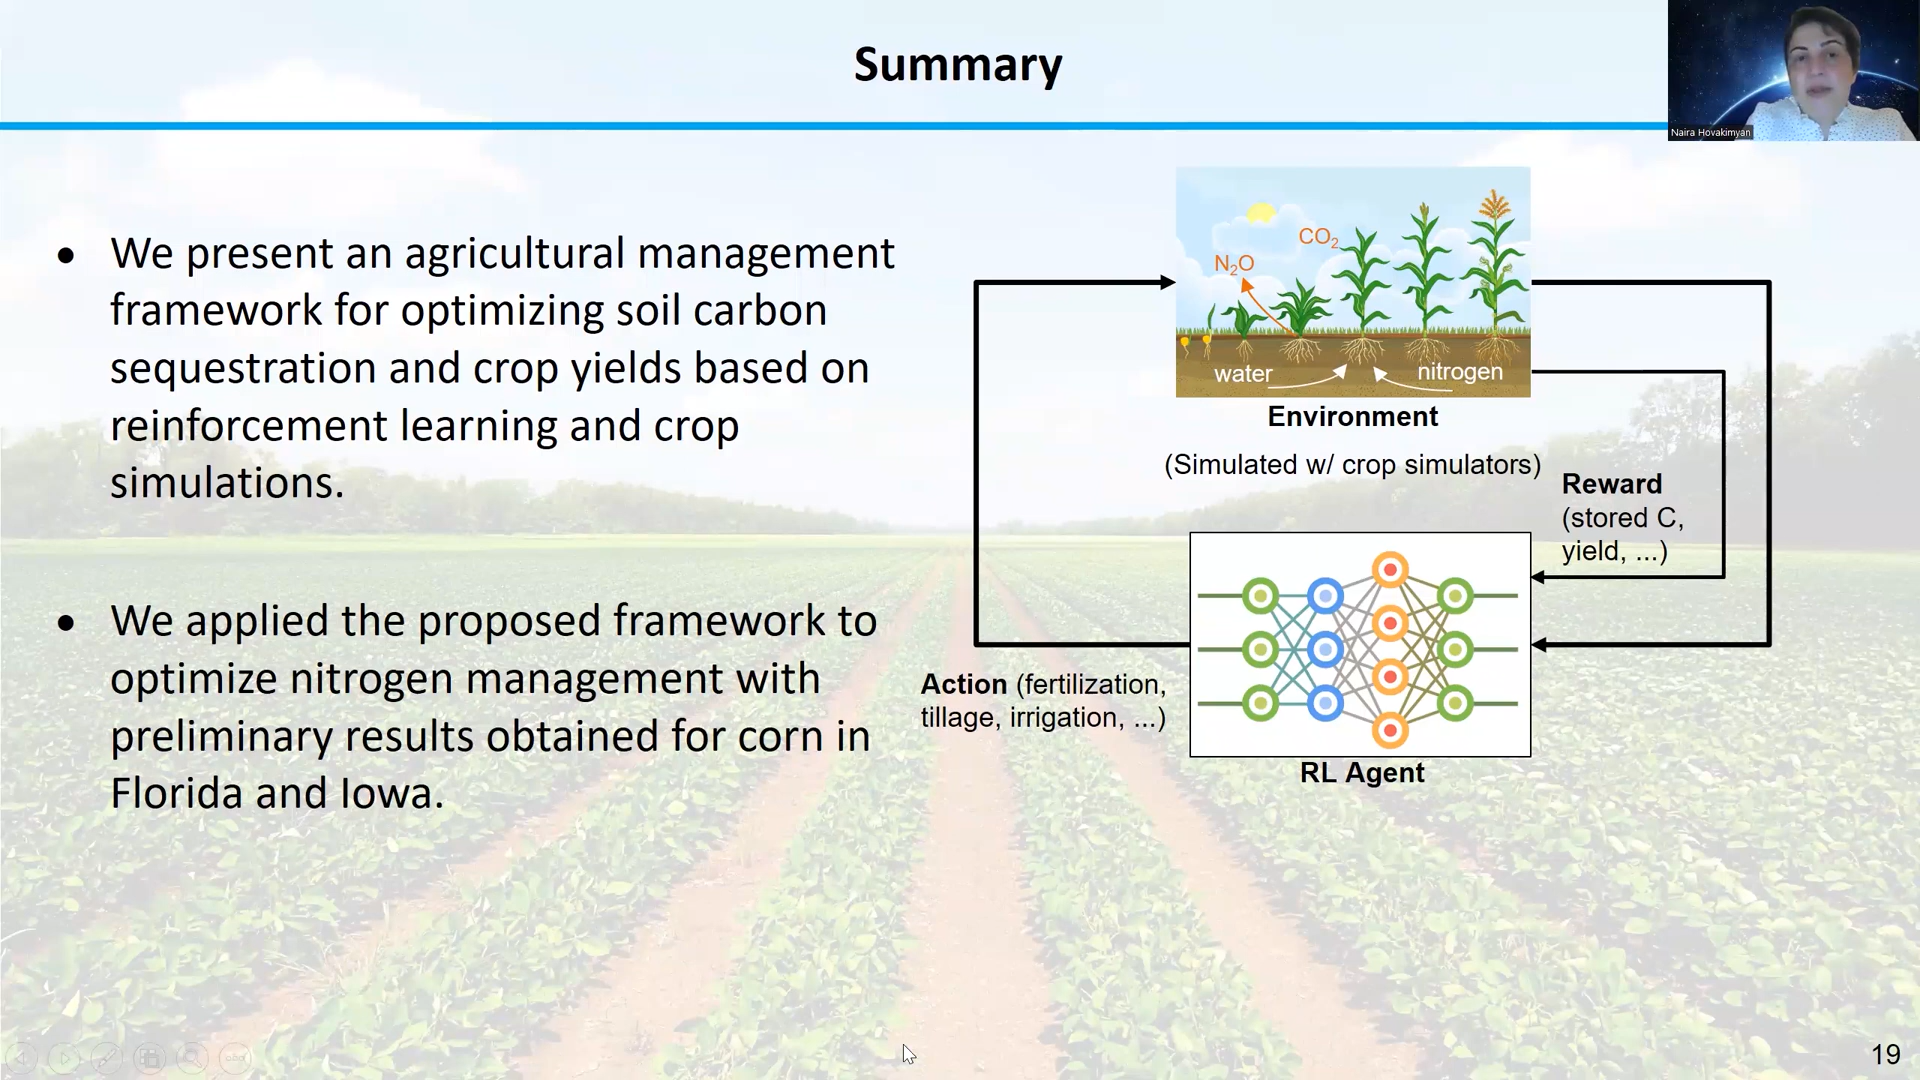 Summary
Naira Hovakimyan
• We present an agricultural management
framework for optimizing soil carbon
sequestration and crop yields based on
reinforcement learning and crop
simulations.
• We applied the proposed framework to
optimize nitrogen management with
preliminary results obtained for corn in
Florida and Iowa.
CO₂
N₂O
water
nitrogen
Environment
(Simulated w/ crop simulators)
Reward
(stored C,
yield, ...)
Action (fertilization,
tillage, irrigation, ...)
RL Agent
19